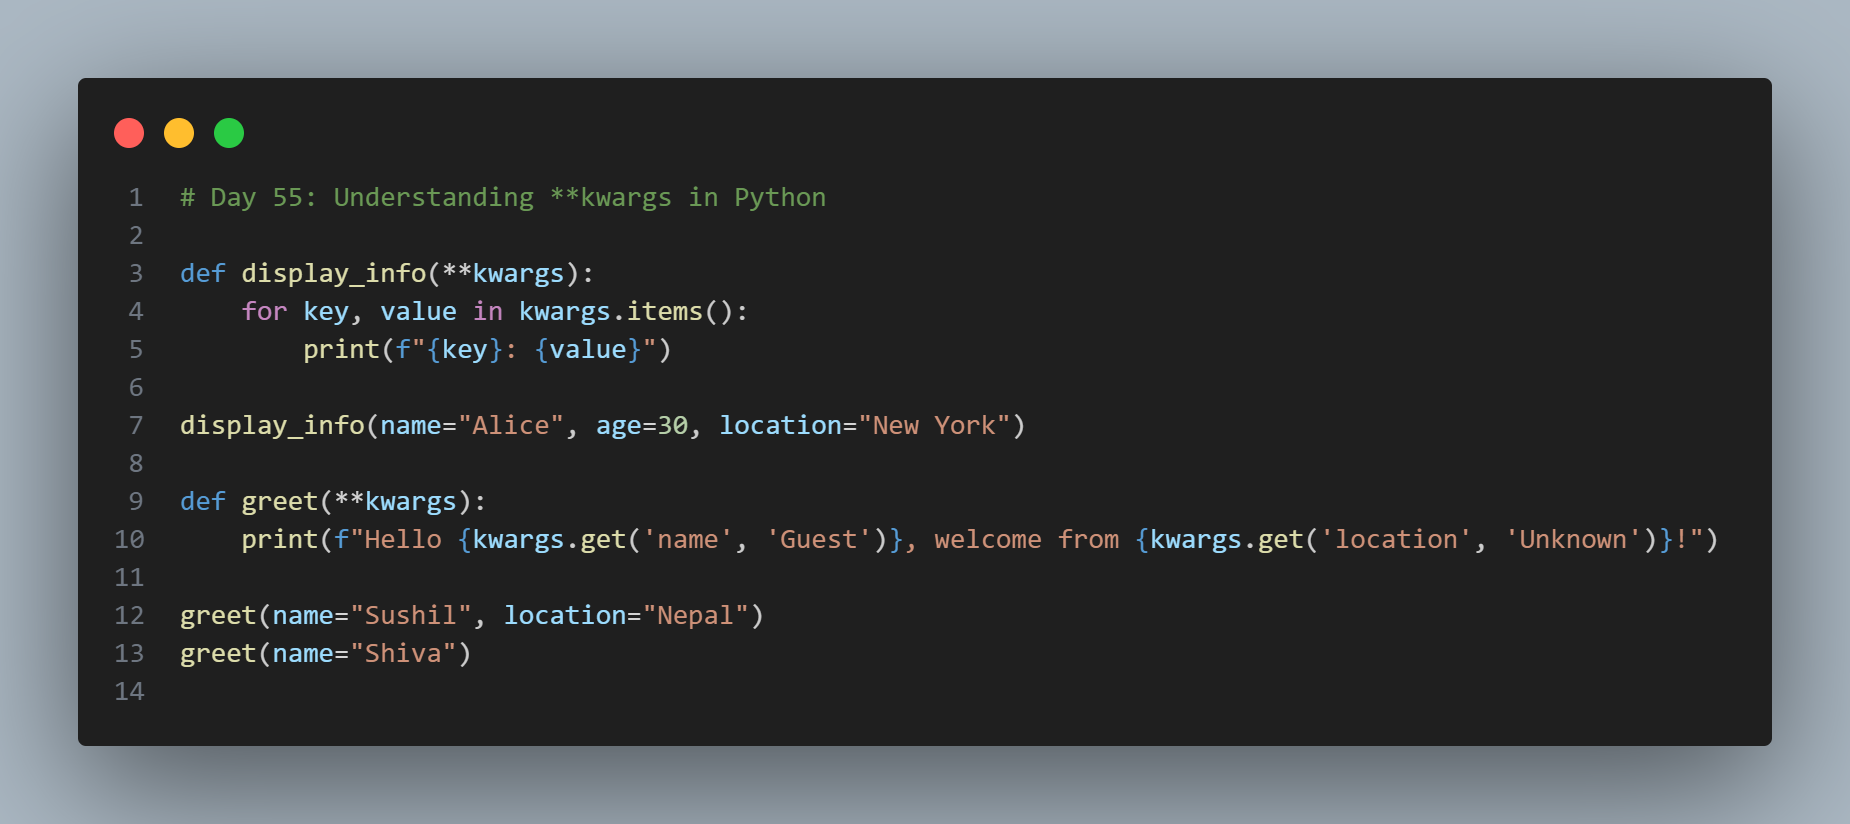 1 # Day 55: Understanding **kwargs in Python
2
3 def display_info(**kwargs):
4     for key, value in kwargs.items():
5         print(f"{key}: {value}")
6
7 display_info(name="Alice", age=30, location="New York")
8
9 def greet(**kwargs):
10     print(f"Hello {kwargs.get('name', 'Guest')}, welcome from {kwargs.get('location', 'Unknown')}!")
11
12 greet(name="Sushil", location="Nepal")
13 greet(name="Shiva")
14